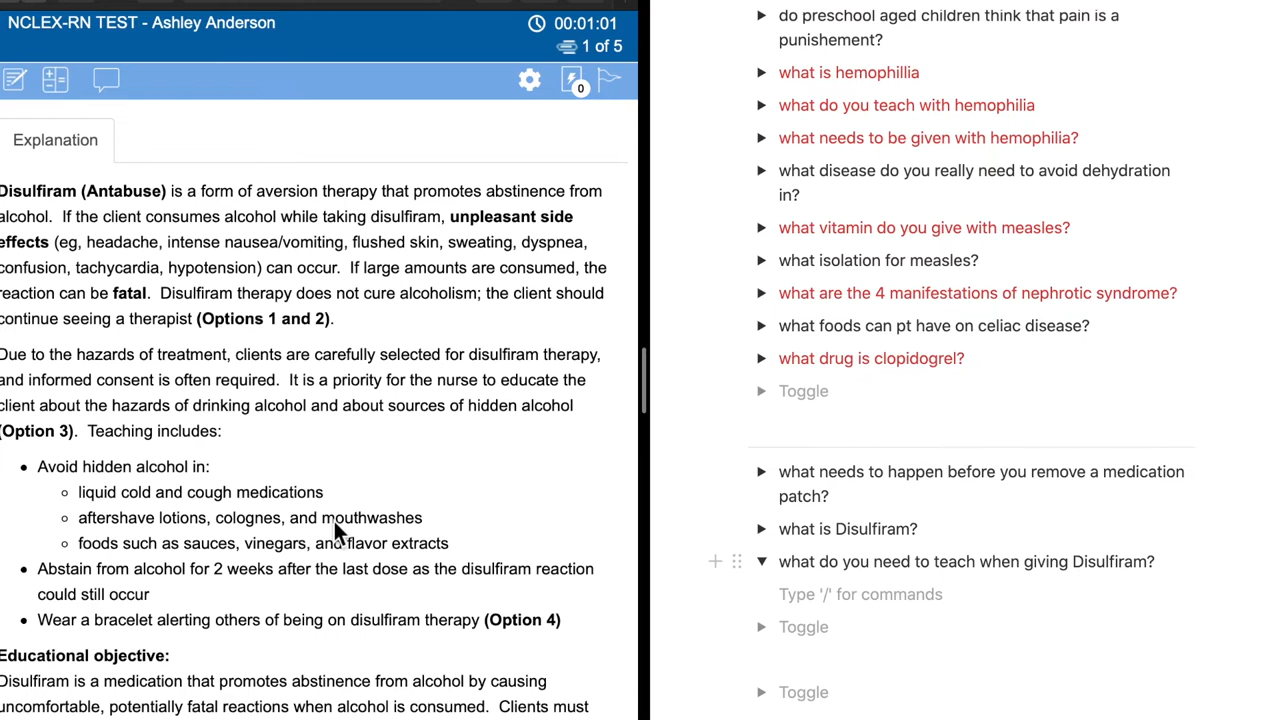 NCLEX-RN TEST - Ashley Anderson
00:01:01
1 of 5
0
Explanation
Disulfiram (Antabuse) is a form of aversion therapy that promotes abstinence from
alcohol. If the client consumes alcohol while taking disulfiram, unpleasant side
effects (eg, headache, intense nausea/vomiting, flushed skin, sweating, dyspnea,
confusion, tachycardia, hypotension) can occur. If large amounts are consumed, the
reaction can be fatal. Disulfiram therapy does not cure alcoholism; the client should
continue seeing a therapist (Options 1 and 2).
Due to the hazards of treatment, clients are carefully selected for disulfiram therapy,
and informed consent is often required. It is a priority for the nurse to educate the
client about the hazards of drinking alcohol and about sources of hidden alcohol
(Option 3). Teaching includes:
• Avoid hidden alcohol in:
◦ liquid cold and cough medications
◦ aftershave lotions, colognes, and mouthwashes
◦ foods such as sauces, vinegars, and flavor extracts
• Abstain from alcohol for 2 weeks after the last dose as the disulfiram reaction
could still occur
• Wear a bracelet alerting others of being on disulfiram therapy (Option 4)
Educational objective:
Disulfiram is a medication that promotes abstinence from alcohol by causing
uncomfortable, potentially fatal reactions when alcohol is consumed. Clients must
do preschool aged children think that pain is a
punishement?
what is hemophillia
what do you teach with hemophilia
what needs to be given with hemophilia?
what disease do you really need to avoid dehydration
in?
what vitamin do you give with measles?
what isolation for measles?
what are the 4 manifestations of nephrotic syndrome?
what foods can pt have on celiac disease?
what drug is clopidogrel?
Toggle
what needs to happen before you remove a medication
patch?
what is Disulfiram?
what do you need to teach when giving Disulfiram?
Type '/' for commands
Toggle
Toggle